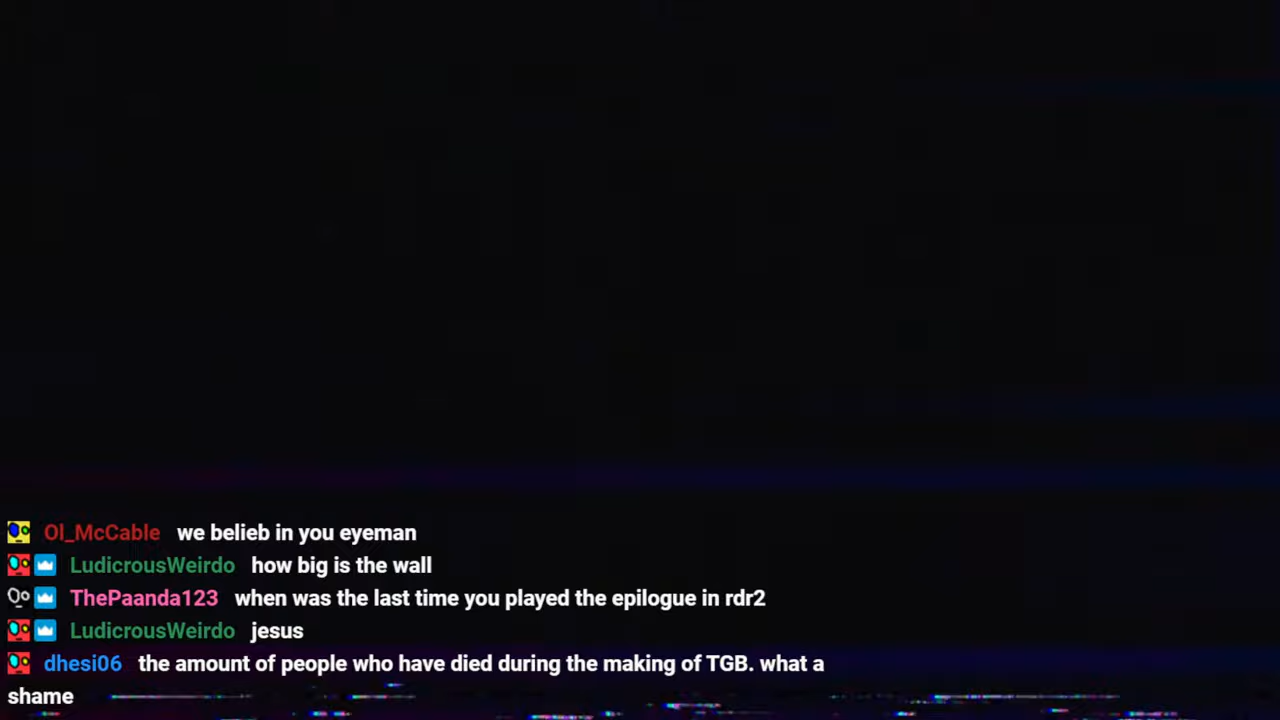 Ol_McCable we belieb in you eyeman
LudicrousWeirdo how big is the wall
ThePaanda123 when was the last time you played the epilogue in rdr2
LudicrousWeirdo jesus
dhesi06 the amount of people who have died during the making of TGB. what a
shame